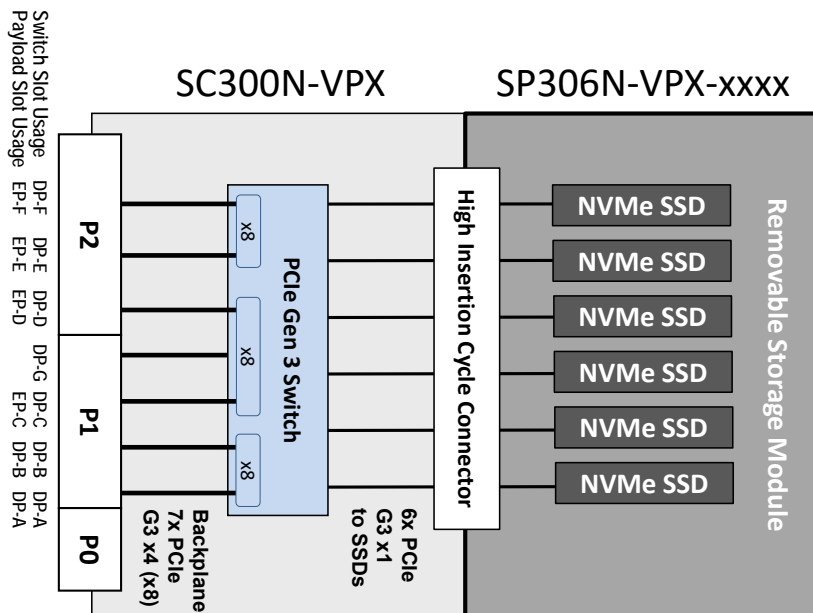 SC300N-VPX
SP306N-VPX-xxxx
Switch Slot Usage DP-F DP-E DP-D DP-G DP-C DP-B DP-A
Payload Slot Usage EP-F EP-E EP-D EP-C DP-B DP-A
P2
P1
P0
x8
x8
x8
PCIe Gen 3 Switch
Backplane
7x PCIe
G3 x4 (x8)
6x PCIe
G3 x1
to SSDs
High Insertion Cycle Connector
NVMe SSD
NVMe SSD
NVMe SSD
NVMe SSD
NVMe SSD
NVMe SSD
Removable Storage Module